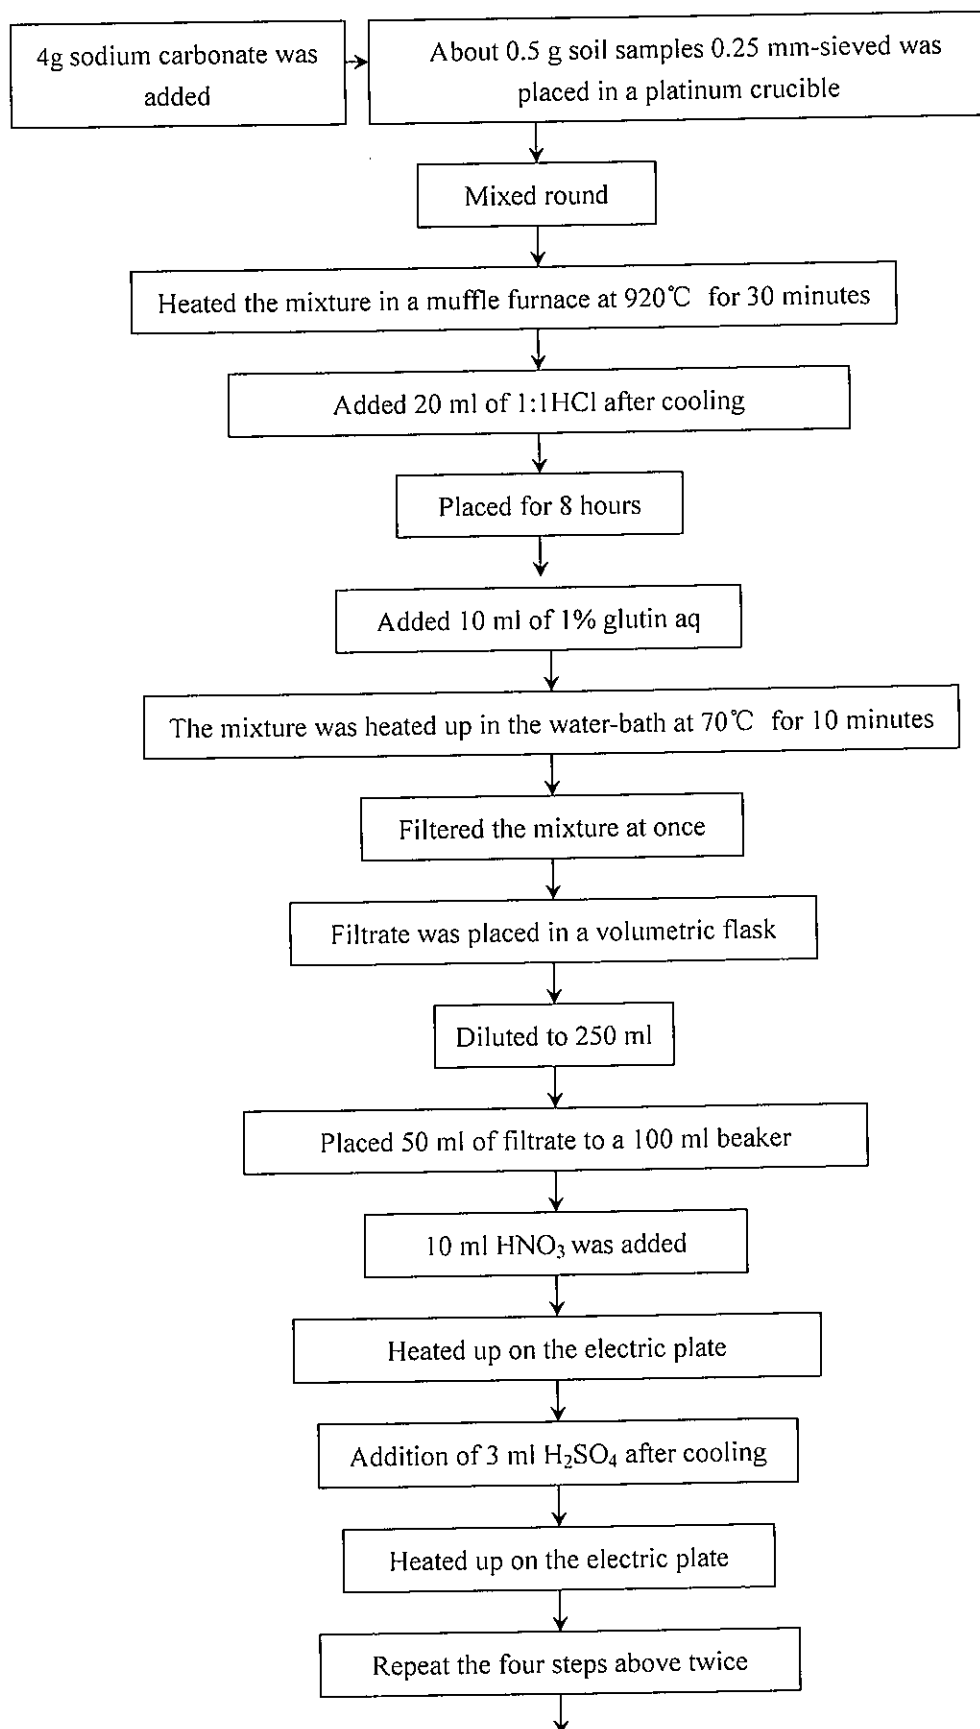 4g sodium carbonate was
added
About 0.5 g soil samples 0.25 mm-sieved was
placed in a platinum crucible
Mixed round
Heated the mixture in a muffle furnace at 920℃ for 30 minutes
Added 20 ml of 1:1HCl after cooling
Placed for 8 hours
Added 10 ml of 1% glutin aq
The mixture was heated up in the water-bath at 70℃ for 10 minutes
Filtered the mixture at once
Filtrate was placed in a volumetric flask
Diluted to 250 ml
Placed 50 ml of filtrate to a 100 ml beaker
10 ml HNO₃ was added
Heated up on the electric plate
Addition of 3 ml H₂SO₄ after cooling
Heated up on the electric plate
Repeat the four steps above twice